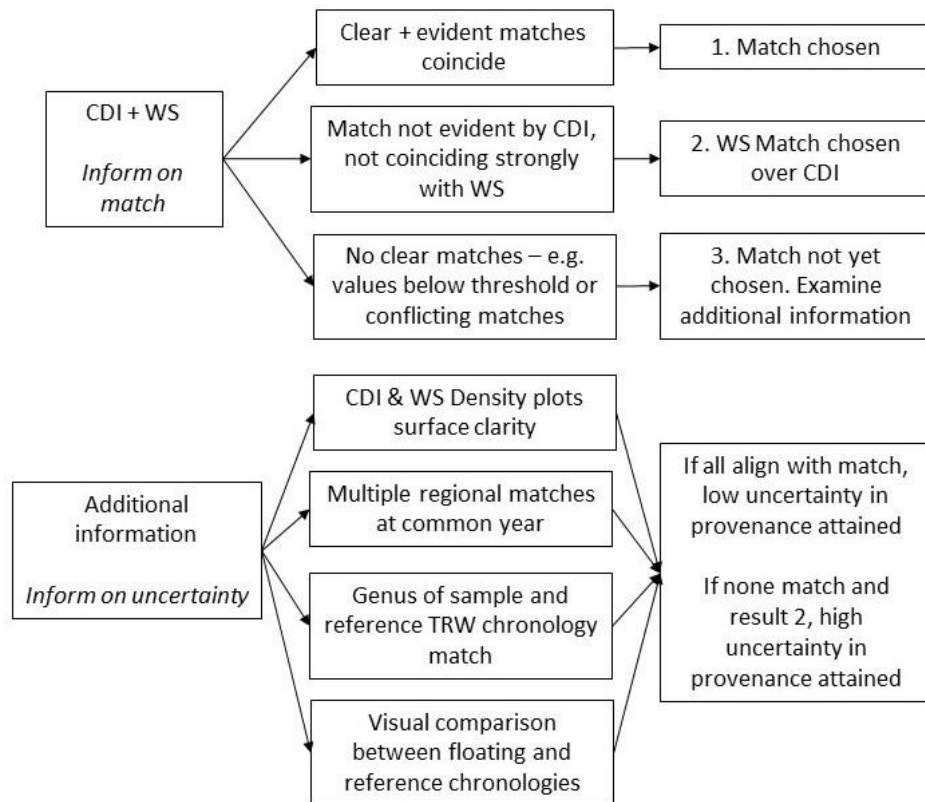 Clear + evident matches
coincide
1. Match chosen
CDI + WS
Inform on
match
Match not evident by CDI,
not coinciding strongly
with WS
2. WS Match chosen
over CDI
No clear matches – e.g.
values below threshold or
conflicting matches
3. Match not yet
chosen. Examine
additional information
CDI & WS Density plots
surface clarity
Additional
information
Inform on uncertainty
Multiple regional matches
at common year
Genus of sample and
reference TRW chronology
match
Visual comparison
between floating and
reference chronologies
If all align with match,
low uncertainty in
provenance attained
If none match and
result 2, high
uncertainty in
provenance attained